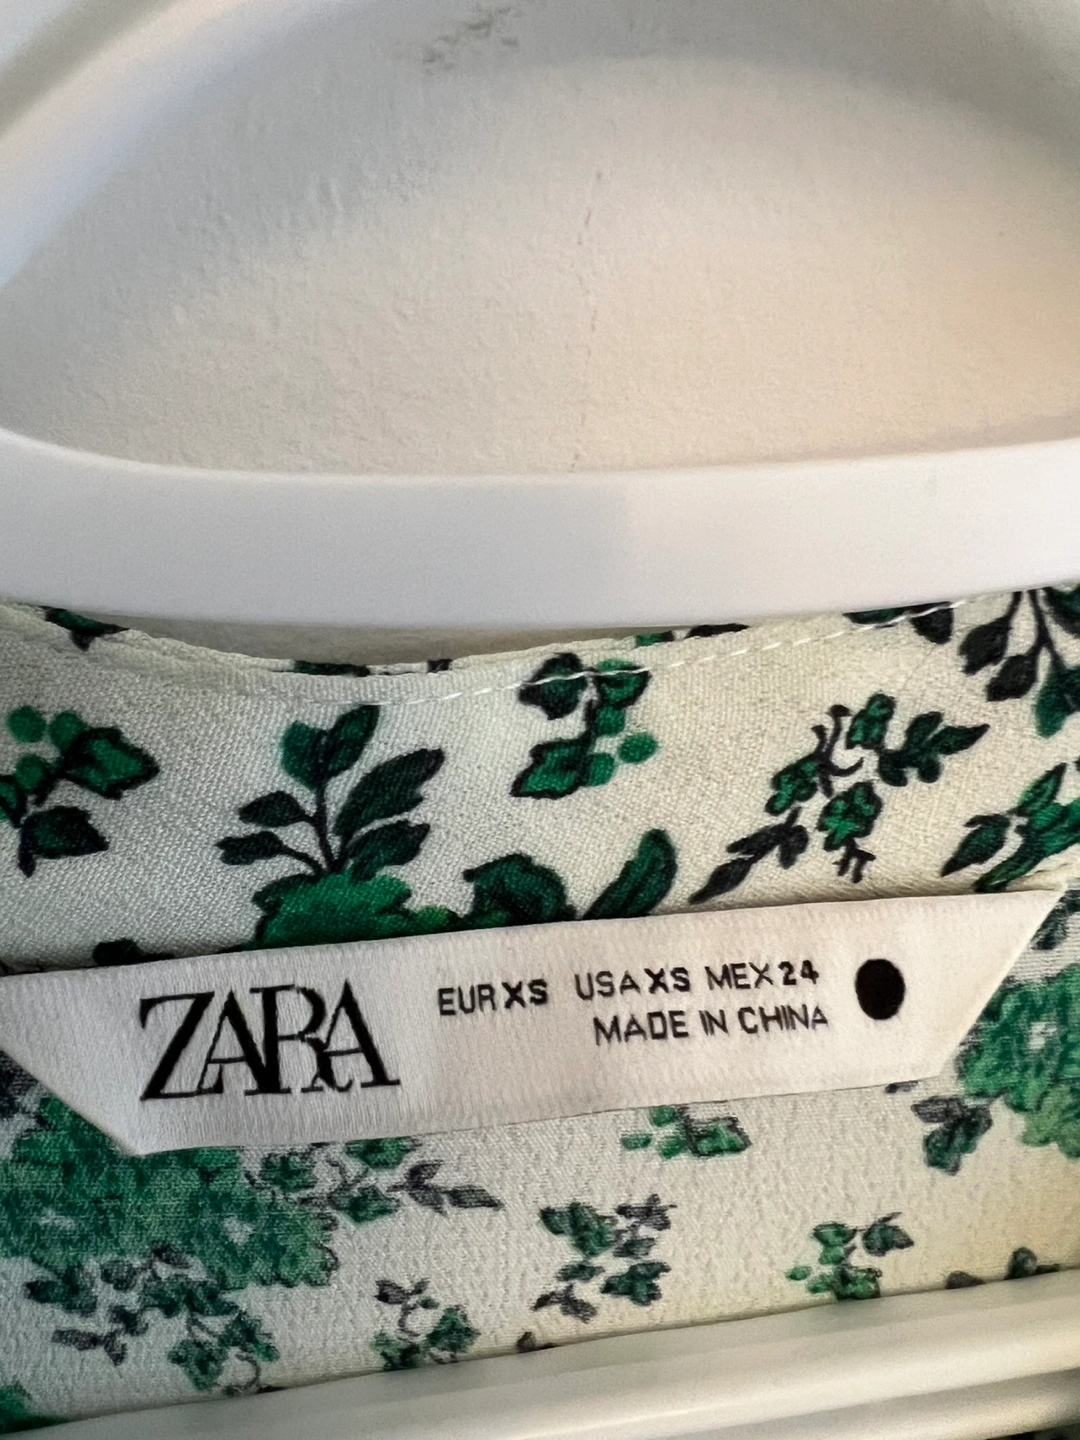 ZARA
EUR XS USA XS MEX 24
MADE IN CHINA